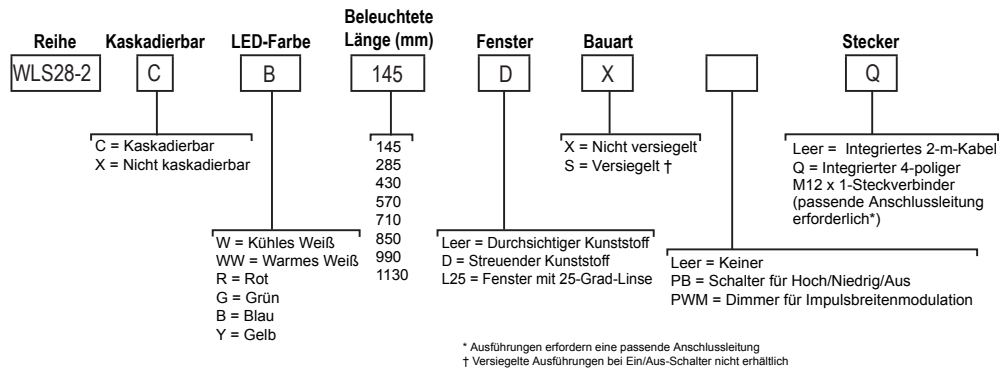 Reihe Kaskadierbar LED-Farbe Beleuchtete Länge (mm) Fenster Bauart Stecker
WLS28-2 C B 145 D X Q
C = Kaskadierbar
X = Nicht kaskadierbar
W = Kühles Weiß
WW = Warmes Weiß
R = Rot
G = Grün
B = Blau
Y = Gelb
145
285
430
570
710
850
990
1130
Leer = Durchsichtiger Kunststoff
D = Streuender Kunststoff
L25 = Fenster mit 25-Grad-Linse
X = Nicht versiegelt
S = Versiegelt †
Leer = Keiner
PB = Schalter für Hoch/Niedrig/Aus
PWM = Dimmer für Impulsbreitenmodulation
Leer = Integriertes 2-m-Kabel
Q = Integrierter 4-poliger
M12 x 1-Steckverbinder
(passende Anschlussleitung
erforderlich*)
* Ausführungen erfordern eine passende Anschlussleitung
† Versiegelte Ausführungen bei Ein/Aus-Schalter nicht erhältlich